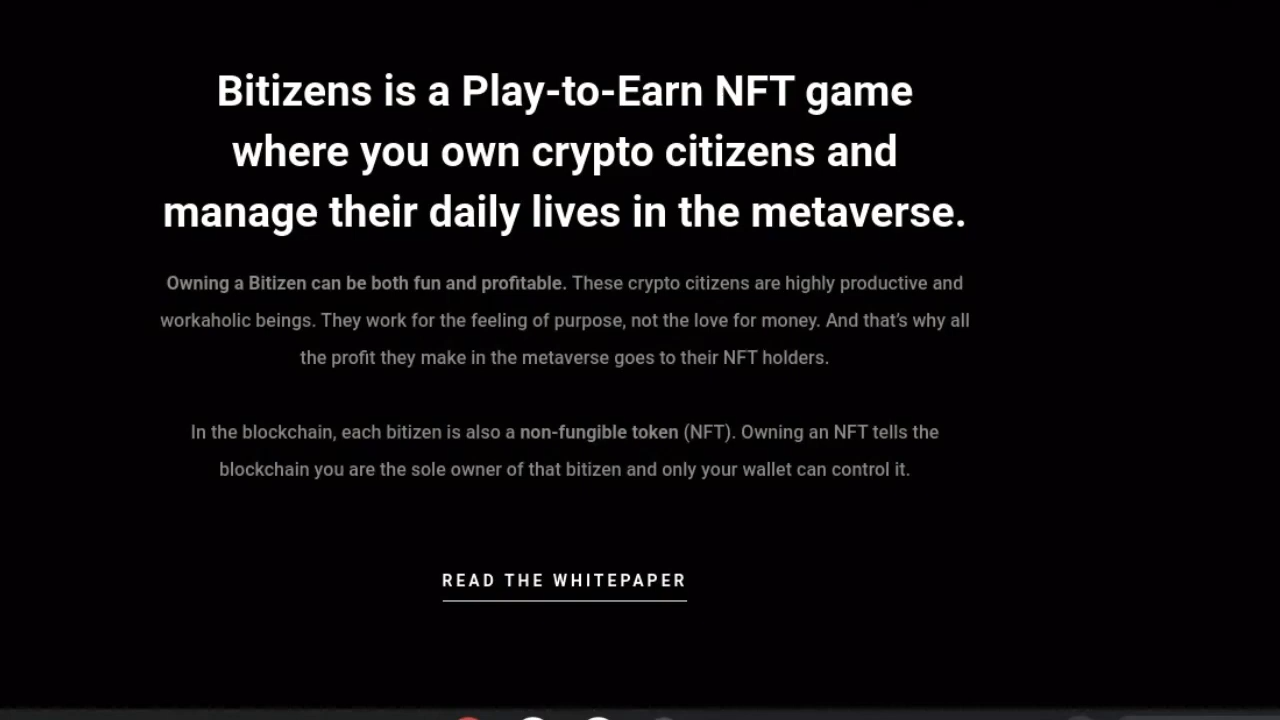 Bitizens is a Play-to-Earn NFT game
where you own crypto citizens and
manage their daily lives in the metaverse.
Owning a Bitizen can be both fun and profitable. These crypto citizens are highly productive and
workaholic beings. They work for the feeling of purpose, not the love for money. And that’s why all
the profit they make in the metaverse goes to their NFT holders.
In the blockchain, each bitizen is also a non-fungible token (NFT). Owning an NFT tells the
blockchain you are the sole owner of that bitizen and only your wallet can control it.
READ THE WHITEPAPER